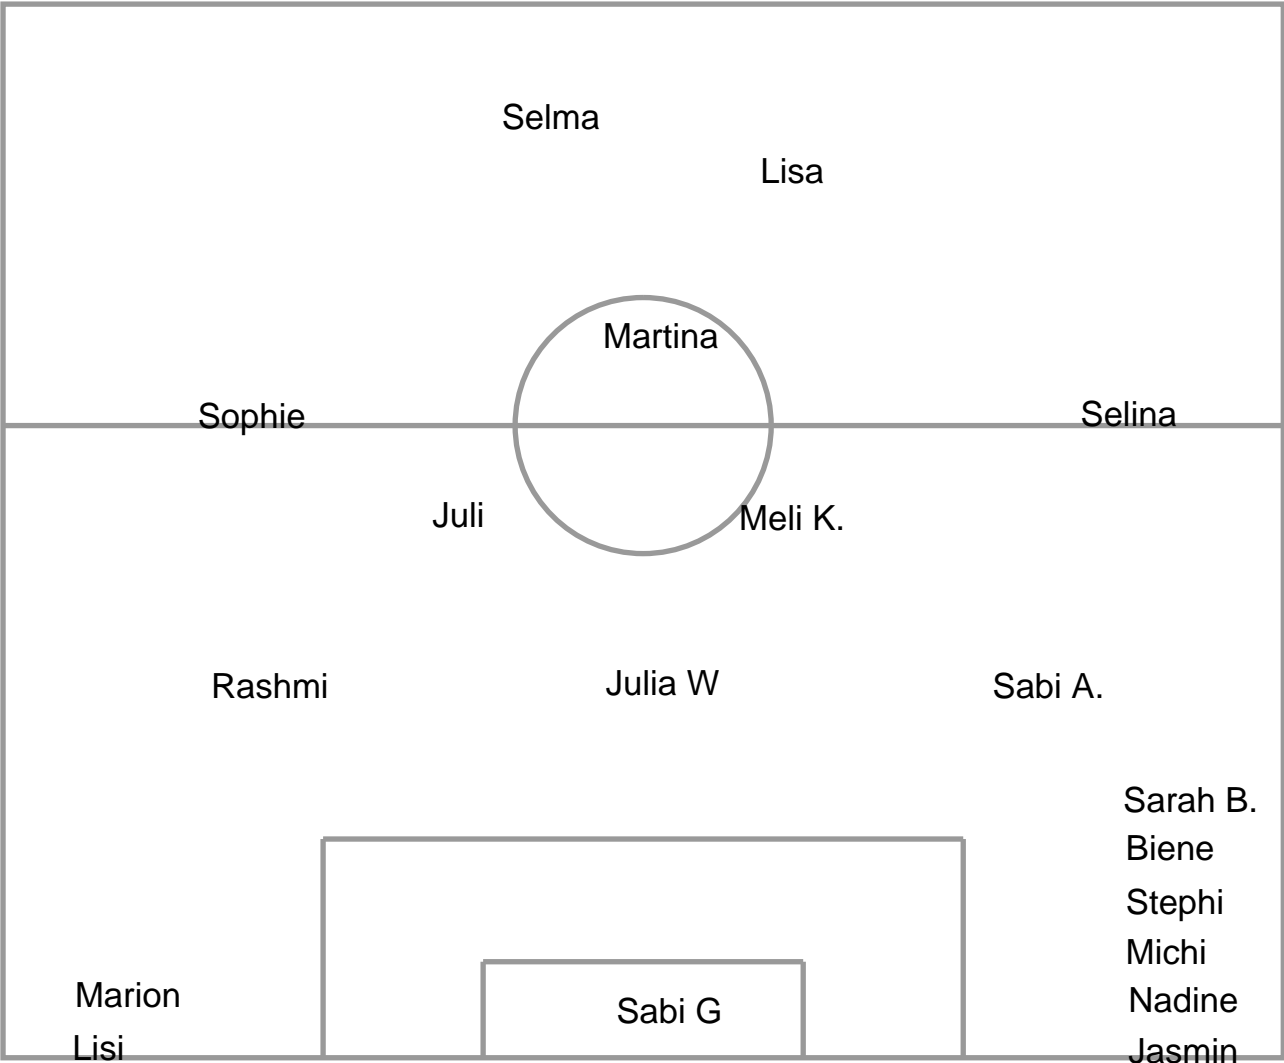 Selma
Lisa
Martina
Sophie
Selina
Juli
Meli K.
Rashmi
Julia W
Sabi A.
Sarah B.
Biene
Stephi
Michi
Marion
Nadine
Sabi G
Lisi
Jasmin